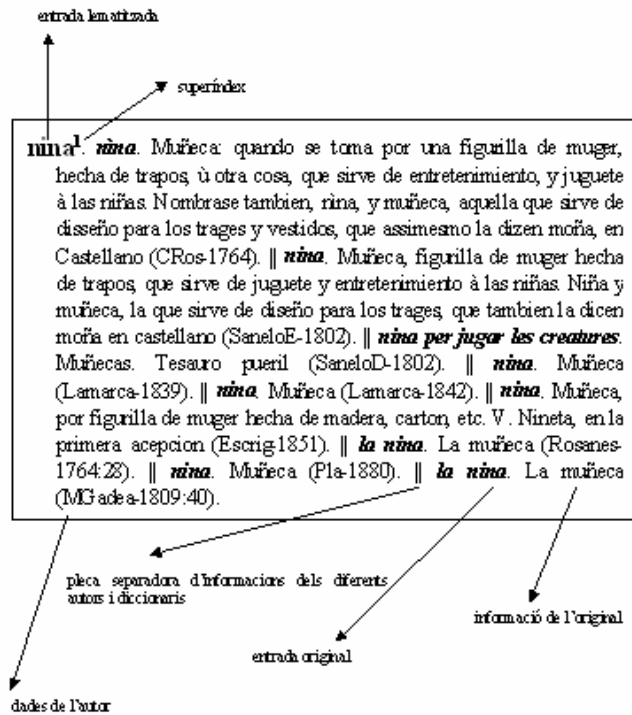 entrada lematitzada
superíndex
nina¹. nìna. Muñeca: quando se toma por una figurilla de muger,
hecha de trapos, ù otra cosa, que sirve de entretenimiento, y juguete
à las niñas. Nombrase tambien, nìna, y muñeca, aquella que sirve de
disseño para los trages y vestidos, que assimesmo la dizen moña, en
Castellano (CRos-1764). || nina. Muñeca, figurilla de muger hecha
de trapos, que sirve de juguete y entretenimiento à las niñas. Niña y
muñeca, la que sirve de diseño para los trages, que tambien la dicen
moña en castellano (SaneloE-1802). || nina per jugar les creatures.
Muñecas. Tesauro pueril (SaneloD-1802). || nina. Muñeca
(Lamarca-1839). || nina. Muñeca (Lamarca-1842). || nina. Muñeca,
por figurilla de muger hecha de madera, carton, etc. V. Nineta, en la
primera acepcion (Escrig-1851). || la nina. La muñeca (Rosanes-
1764:28). || nina. Muñeca (Pla-1880). || la nina. La muñeca
(MGadea-1809:40).
pleca separadora d'informacions dels diferents
autors i diccionaris
informació de l'original
entrada original
dades de l'autor